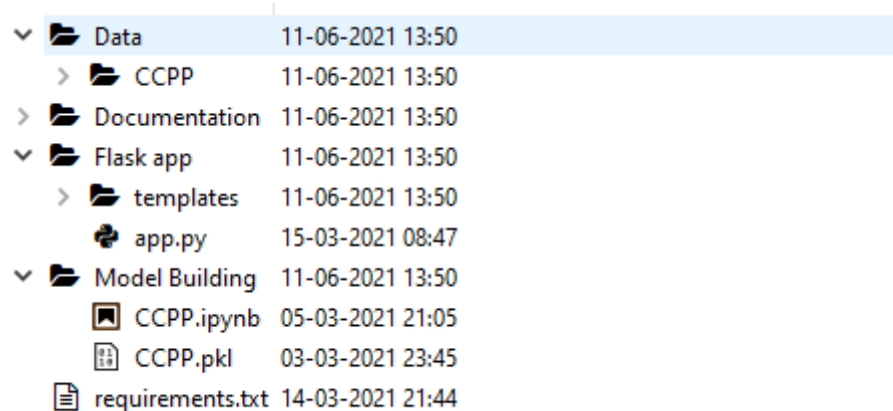 Data 11-06-2021 13:50
CCPP 11-06-2021 13:50
Documentation 11-06-2021 13:50
Flask app 11-06-2021 13:50
templates 11-06-2021 13:50
app.py 15-03-2021 08:47
Model Building 11-06-2021 13:50
CCPP.ipynb 05-03-2021 21:05
CCPP.pkl 03-03-2021 23:45
requirements.txt 14-03-2021 21:44